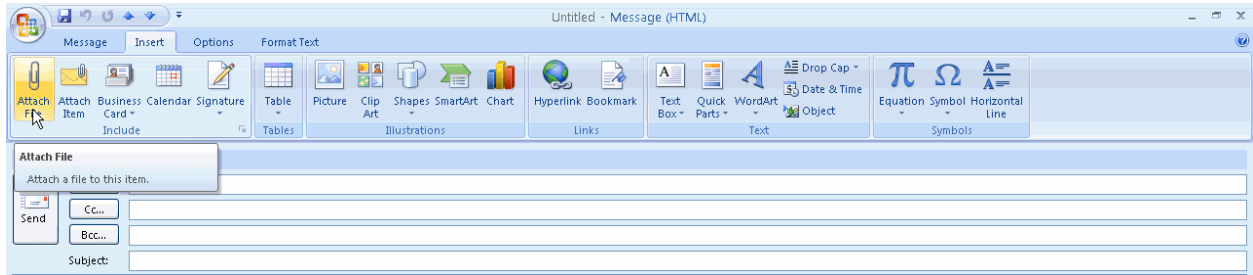 Untitled - Message (HTML)
Message Insert Options Format Text
Attach File Attach Item Business Card Calendar Signature
Include
Table
Tables
Picture Clip Art Shapes SmartArt Chart
Illustrations
Hyperlink Bookmark
Links
Text Box Quick Parts WordArt
Drop Cap
Date & Time
Object
Text
Equation Symbol Horizontal Line
Symbols
Attach File
Attach a file to this item.
Send
Cc...
Bcc...
Subject: